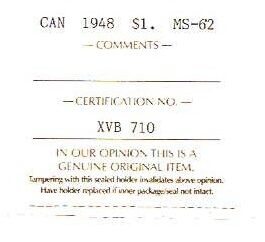 CAN 1948 $1. MS-62
— COMMENTS —
— CERTIFICATION NO. —
XVB 710
IN OUR OPINION THIS IS A
GENUINE ORIGINAL ITEM.
Tampering with this sealed holder invalidates above opinion.
Have holder replaced if inner package/seal not intact.